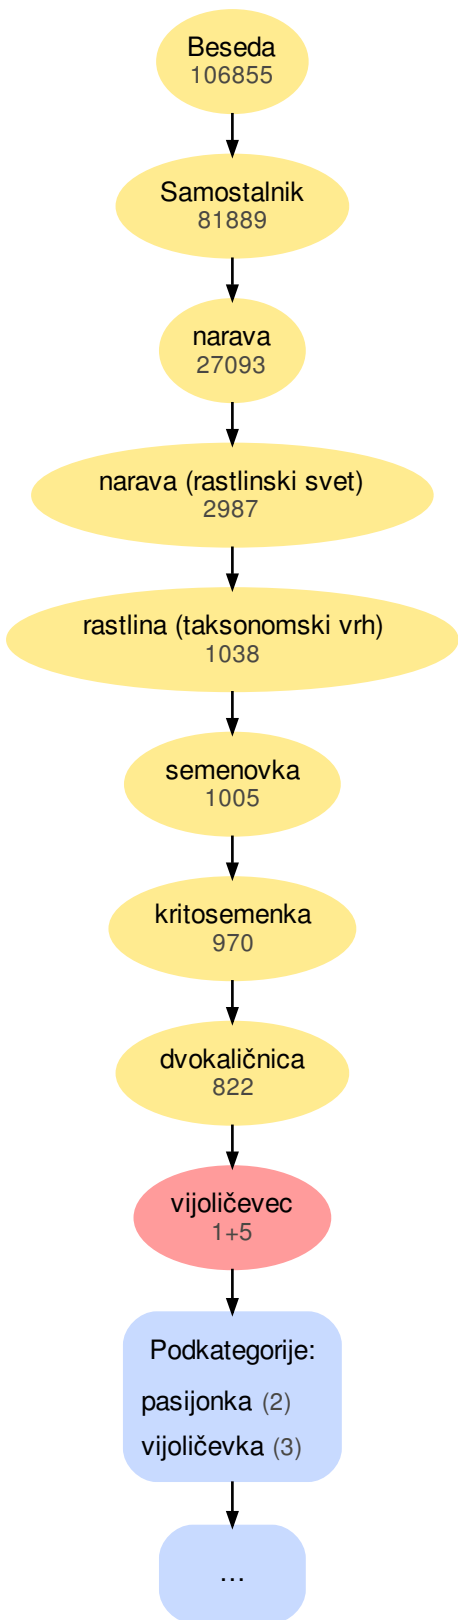 Beseda
106855
Samostalnik
81889
narava
27093
narava (rastlinski svet)
2987
rastlina (taksonomski vrh)
1038
semenovka
1005
kritosemenka
970
dvokaličnica
822
vijoličevec
1+5
Podkategorije:
pasijonka (2)
vijoličevka (3)
...